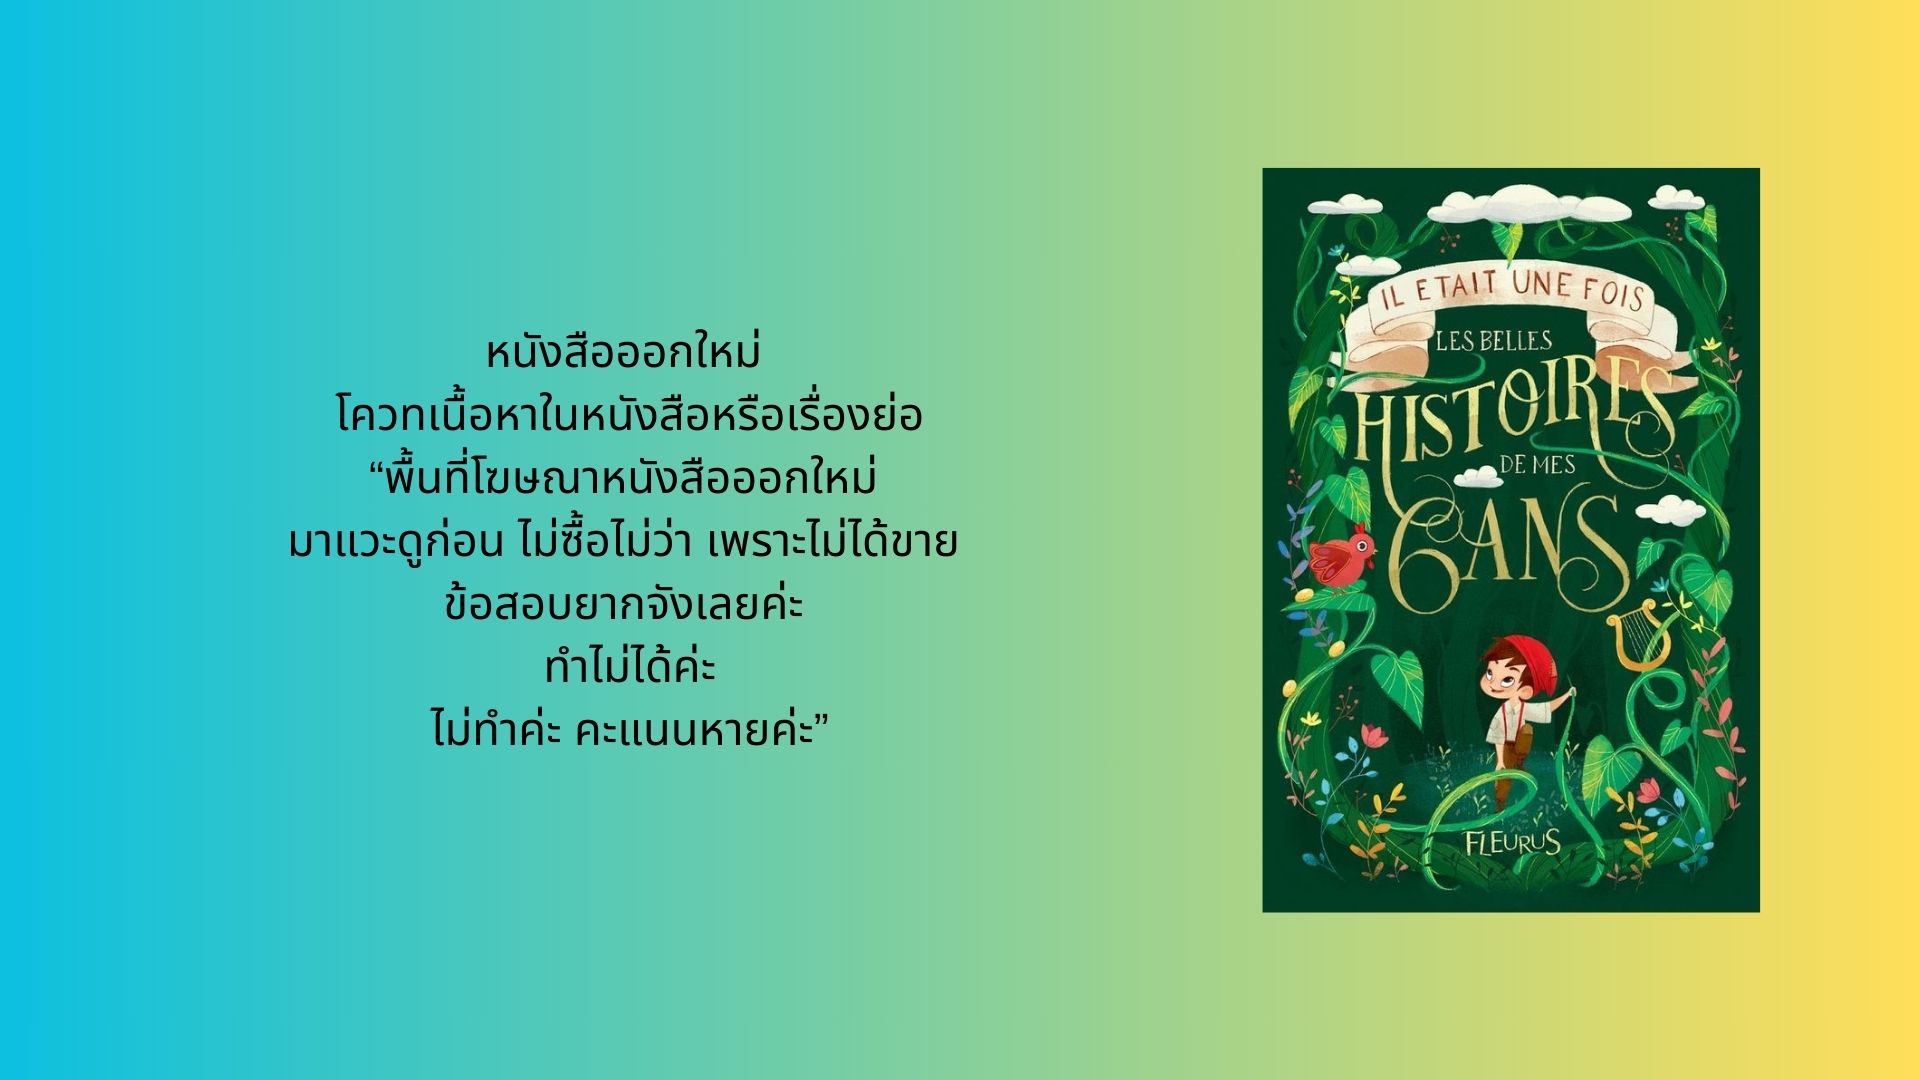 หนังสือออกใหม่
โควทเนื้อหาในหนังสือหรือเรื่องย่อ
“พื้นที่โฆษณาหนังสือออกใหม่
มาแวะดูก่อน ไม่ซื้อไม่ว่า เพราะไม่ได้ขาย
ข้อสอบยากจังเลยค่ะ
ทำไม่ได้ค่ะ
ไม่ทำค่ะ คะแนนหายค่ะ”
IL ETAIT UNE FOIS
LES BELLES
HISTOIRES
DE MES
6 ANS
FLEURUS